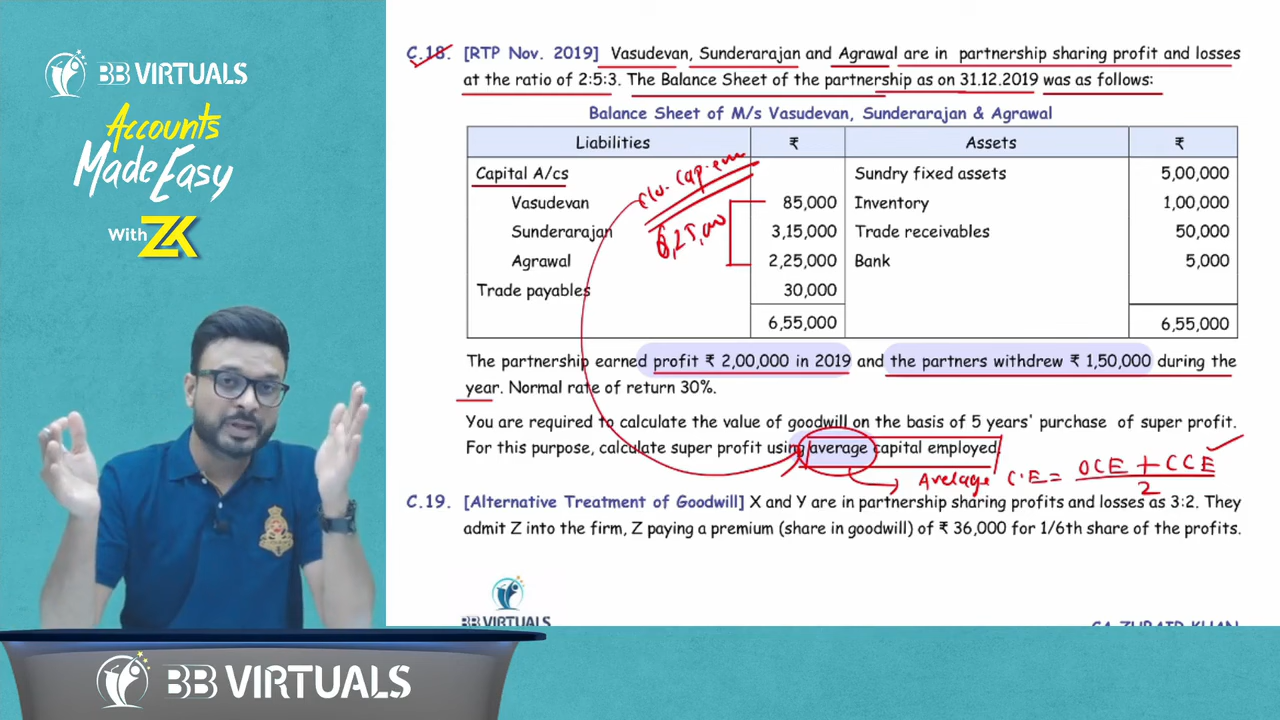 BB VIRTUALS
Accounts
Made Easy
With ZK
C.18. [RTP Nov. 2019] Vasudevan, Sunderarajan and Agrawal are in partnership sharing profit and losses
at the ratio of 2:5:3. The Balance Sheet of the partnership as on 31.12.2019 was as follows:
Balance Sheet of M/s Vasudevan, Sunderarajan & Agrawal
Liabilities ₹ Assets ₹
Capital A/cs Sundry fixed assets 5,00,000
Vasudevan 85,000 Inventory 1,00,000
Sunderarajan 3,15,000 Trade receivables 50,000
Agrawal 2,25,000 Bank 5,000
Trade payables 30,000
6,55,000 6,55,000
clo. cap. em
6,25,000
The partnership earned profit ₹ 2,00,000 in 2019 and the partners withdrew ₹ 1,50,000 during the
year. Normal rate of return 30%.
You are required to calculate the value of goodwill on the basis of 5 years' purchase of super profit.
For this purpose, calculate super profit using average capital employed.
Average C.E = OCE + CCE
2
C.19. [Alternative Treatment of Goodwill] X and Y are in partnership sharing profits and losses as 3:2. They
admit Z into the firm, Z paying a premium (share in goodwill) of ₹ 36,000 for 1/6th share of the profits.
BB VIRTUALS
CA ZUBAIR KHAN
BB VIRTUALS